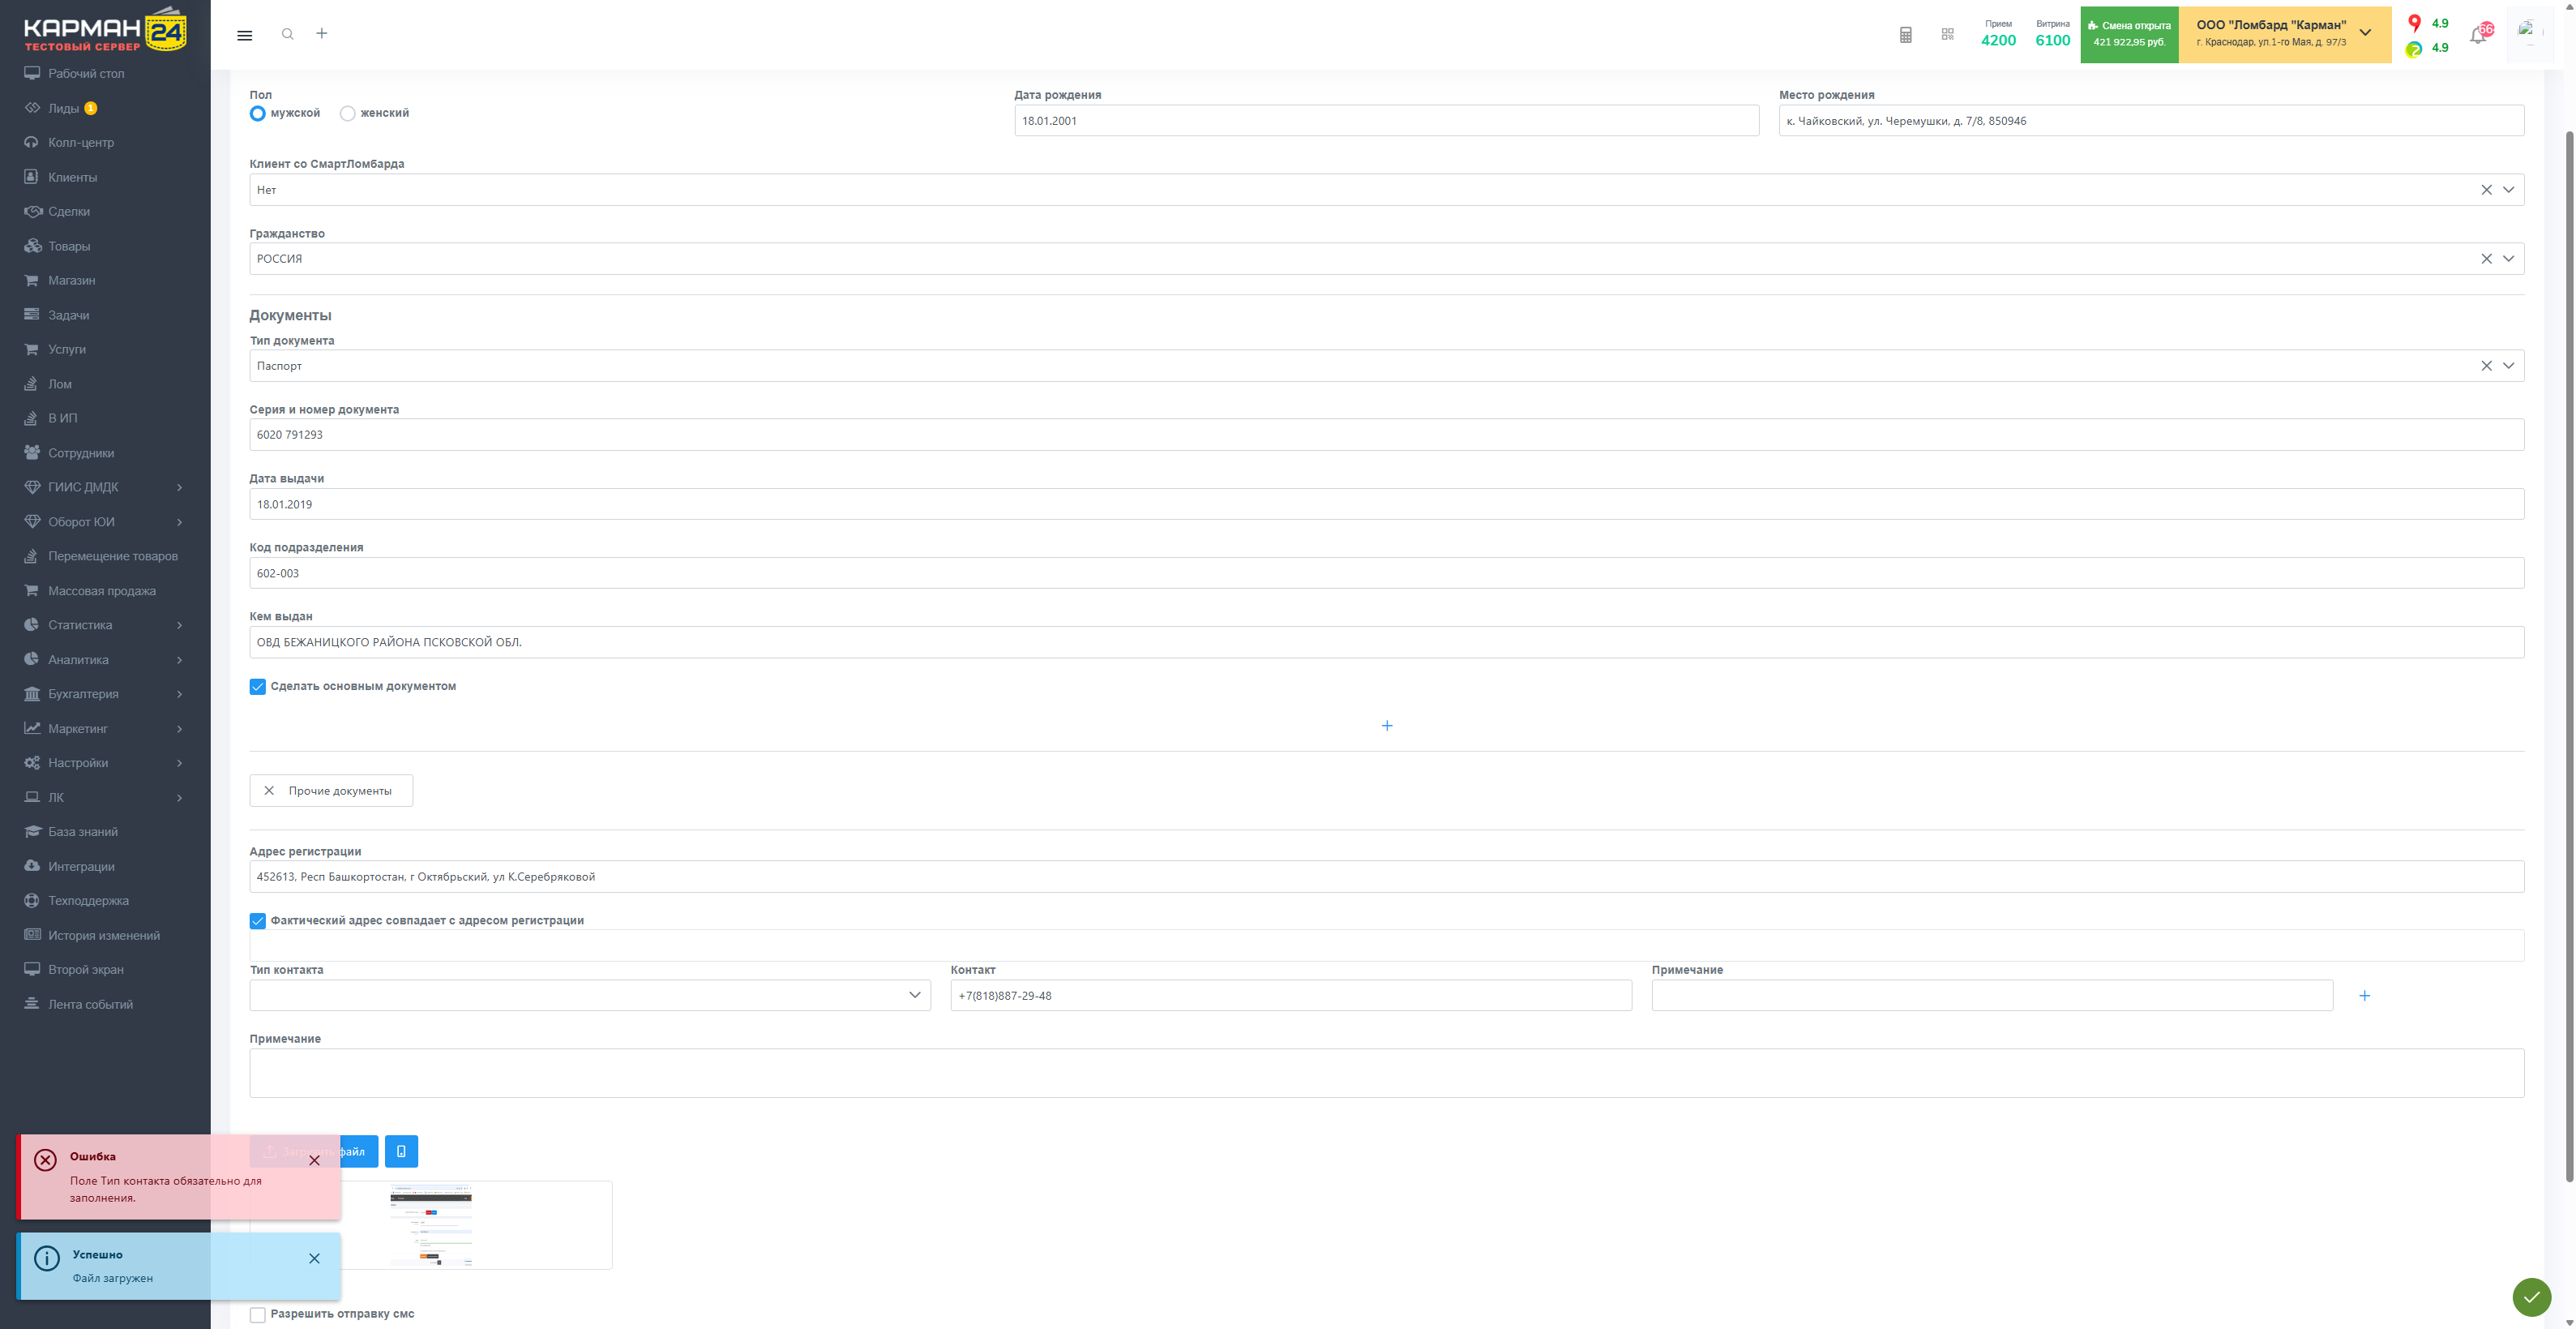 КАРМАН 24
ТЕСТОВЫЙ СЕРВЕР
Рабочий стол
Лиды 1
Колл-центр
Клиенты
Сделки
Товары
Магазин
Задачи
Услуги
Лом
В ИП
Сотрудники
ГИИС ДМДК
Оборот ЮИ
Перемещение товаров
Массовая продажа
Статистика
Аналитика
Бухгалтерия
Маркетинг
Настройки
ЛК
База знаний
Интеграции
Техподдержка
История изменений
Второй экран
Лента событий
Прием
4200
Витрина
6100
Смена открыта
421 922,95 руб.
ООО "Ломбард "Карман"
г. Краснодар, ул.1-го Мая, д. 97/3
4.9
4.9
Пол
мужской
женский
Дата рождения
18.01.2001
Место рождения
к. Чайковский, ул. Черемушки, д. 7/8, 850946
Клиент со СмартЛомбарда
Нет
Гражданство
РОССИЯ
Документы
Тип документа
Паспорт
Серия и номер документа
6020 791293
Дата выдачи
18.01.2019
Код подразделения
602-003
Кем выдан
ОВД БЕЖАНИЦКОГО РАЙОНА ПСКОВСКОЙ ОБЛ.
Сделать основным документом
Прочие документы
Адрес регистрации
452613, Респ Башкортостан, г Октябрьский, ул К.Серебряковой
Фактический адрес совпадает с адресом регистрации
Тип контакта
Контакт
+7(818)887-29-48
Примечание
Примечание
файл
Ошибка
Поле Тип контакта обязательно для
заполнения.
Успешно
Файл загружен
Разрешить отправку смс